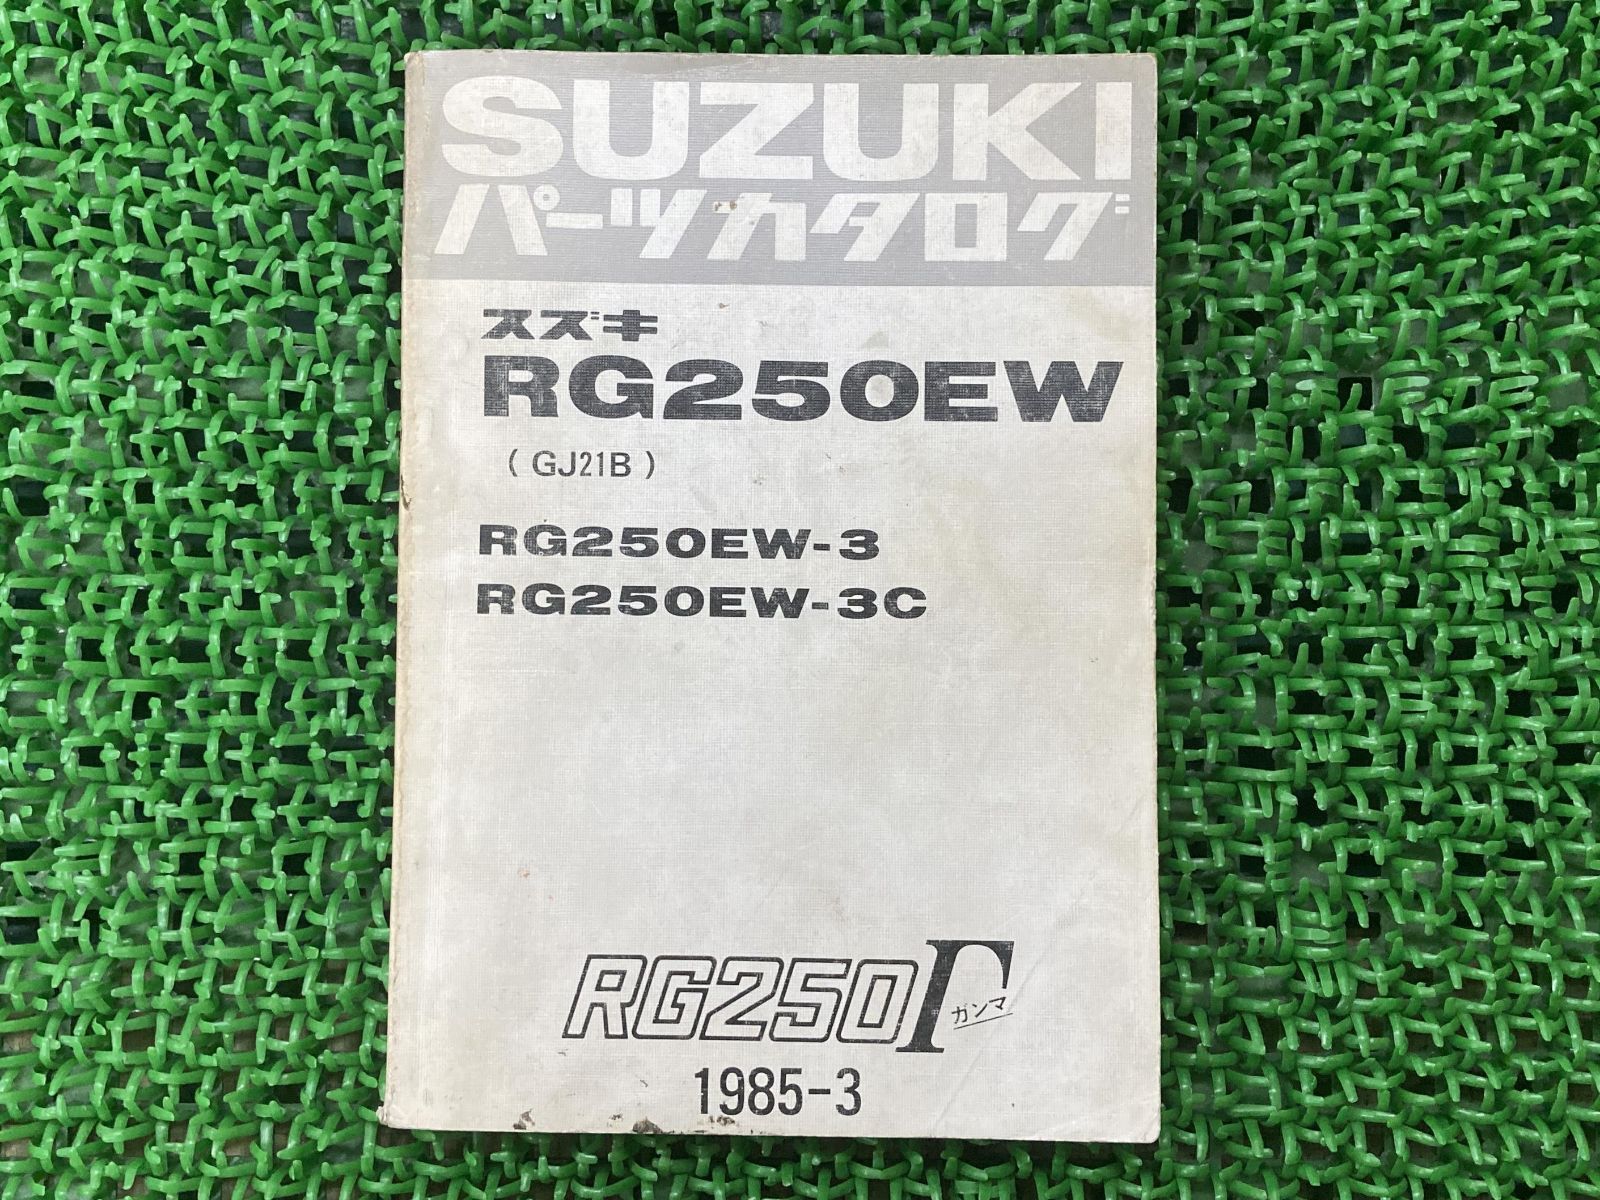 SUZUKI
パーツカタログ
スズキ
RG250EW
( GJ21B )
RG250EW-3
RG250EW-3C
RG250Γ
ガンマ
1985-3